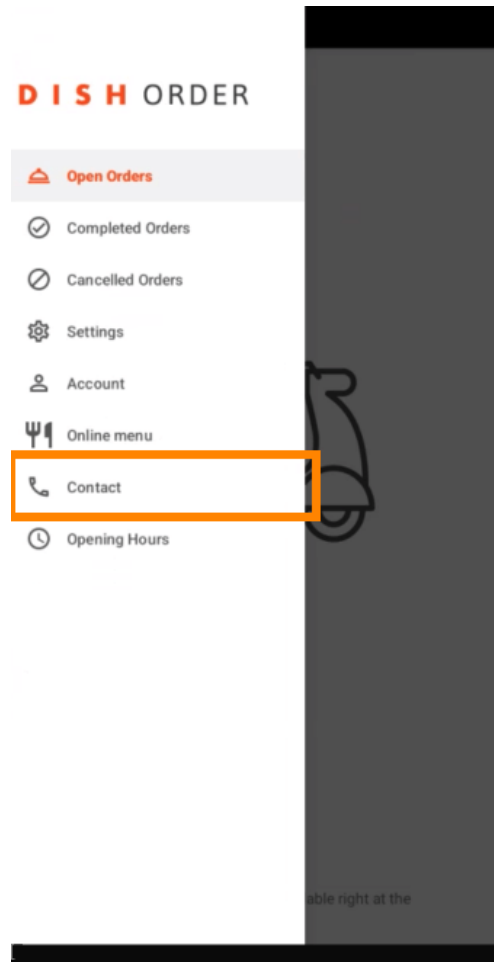 DISH ORDER
Open Orders
Completed Orders
Cancelled Orders
Settings
Account
Online menu
Contact
Opening Hours
able right at the